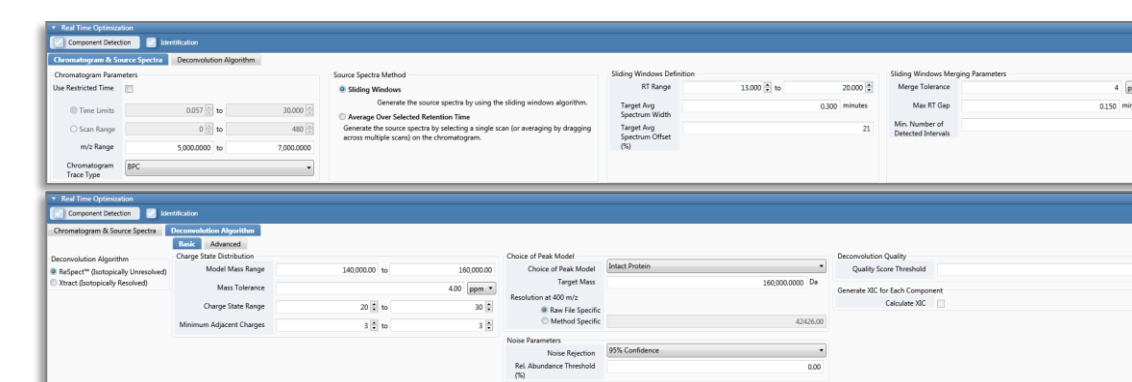 Real Time Optimization
Component Detection Identification
Chromatogram & Source Spectra Deconvolution Algorithm
Chromatogram Parameters
Use Restricted Time
Time Limits 0.057 to 30.000
Scan Range 0 to 480
m/z Range 5,000.0000 to 7,000.0000
Chromatogram Trace Type BPC
Source Spectra Method
Sliding Windows
Generate the source spectra by using the sliding windows algorithm.
Average Over Selected Retention Time
Generate the source spectra by selecting a single scan (or averaging by dragging
across multiple scans) on the chromatogram.
Sliding Windows Definition
RT Range 13.000 to 20.000
Target Avg Spectrum Width 0.300 minutes
Target Avg Spectrum Offset (%) 21
Sliding Windows Merging Parameters
Merge Tolerance 4
Max RT Gap 0.150
Min. Number of Detected Intervals
Real Time Optimization
Component Detection Identification
Chromatogram & Source Spectra Deconvolution Algorithm
Basic Advanced
Deconvolution Algorithm
ReSpect™ (Isotopically Unresolved)
Xtract (Isotopically Resolved)
Charge State Distribution
Model Mass Range 140,000.00 to 160,000.00
Mass Tolerance 4.00 ppm
Charge State Range 20 to 30
Minimum Adjacent Charges 3 to 3
Choice of Peak Model
Choice of Peak Model Intact Protein
Target Mass 160,000.0000 Da
Resolution at 400 m/z
Raw File Specific
Method Specific 42426.00
Noise Parameters
Noise Rejection 95% Confidence
Rel. Abundance Threshold (%) 0.00
Deconvolution Quality
Quality Score Threshold
Generate XIC for Each Component
Calculate XIC